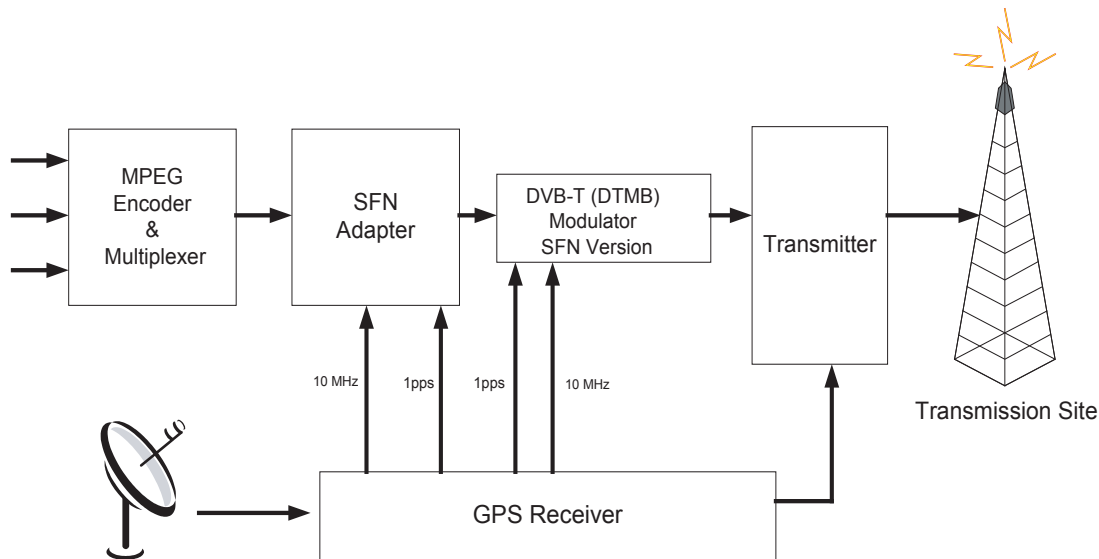 MPEG
Encoder
&
Multiplexer
SFN
Adapter
DVB-T (DTMB)
Modulator
SFN Version
Transmitter
10 MHz
1pps
1pps
10 MHz
Transmission Site
GPS Receiver